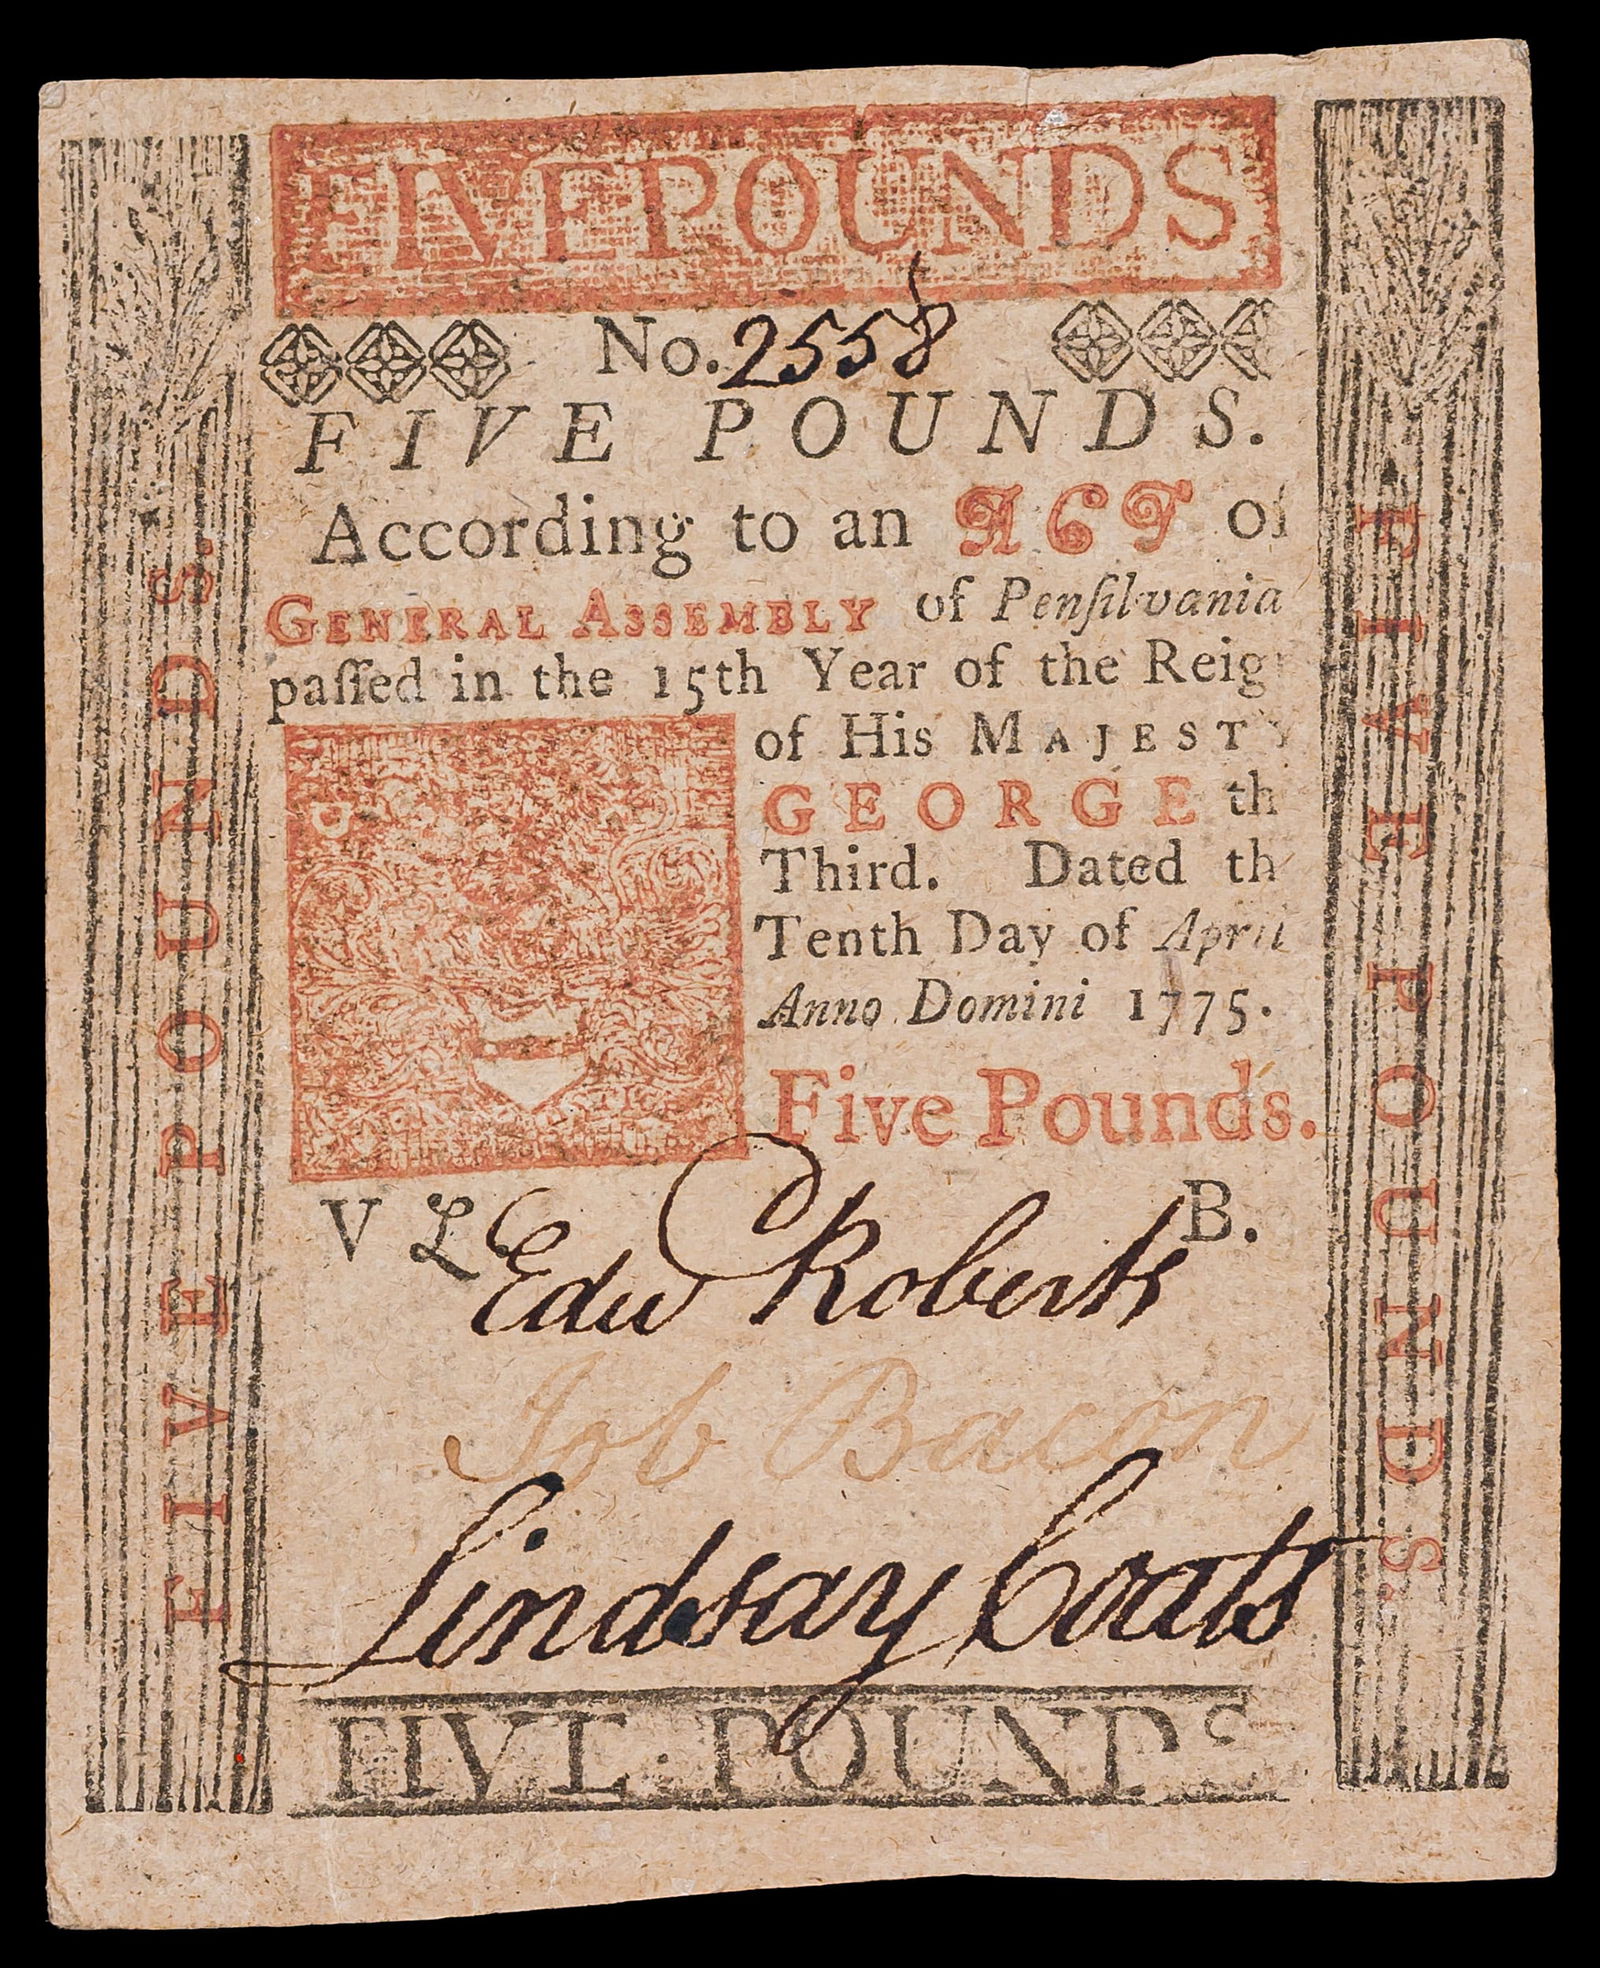 FIVE POUNDS
No. 2558
FIVE POUNDS.
According to an ACT of
GENERAL ASSEMBLY of Penſilvania
paſſed in the 15th Year of the Reig
of His MAJESTY
GEORGE th
Third. Dated th
Tenth Day of April
Anno Domini 1775.
Five Pounds.
V L. B.
Edw Roberts
Job Bacon
Lindsay Coats
FIVE POUNDS
FIVE POUNDS.
FIVE POUNDS.